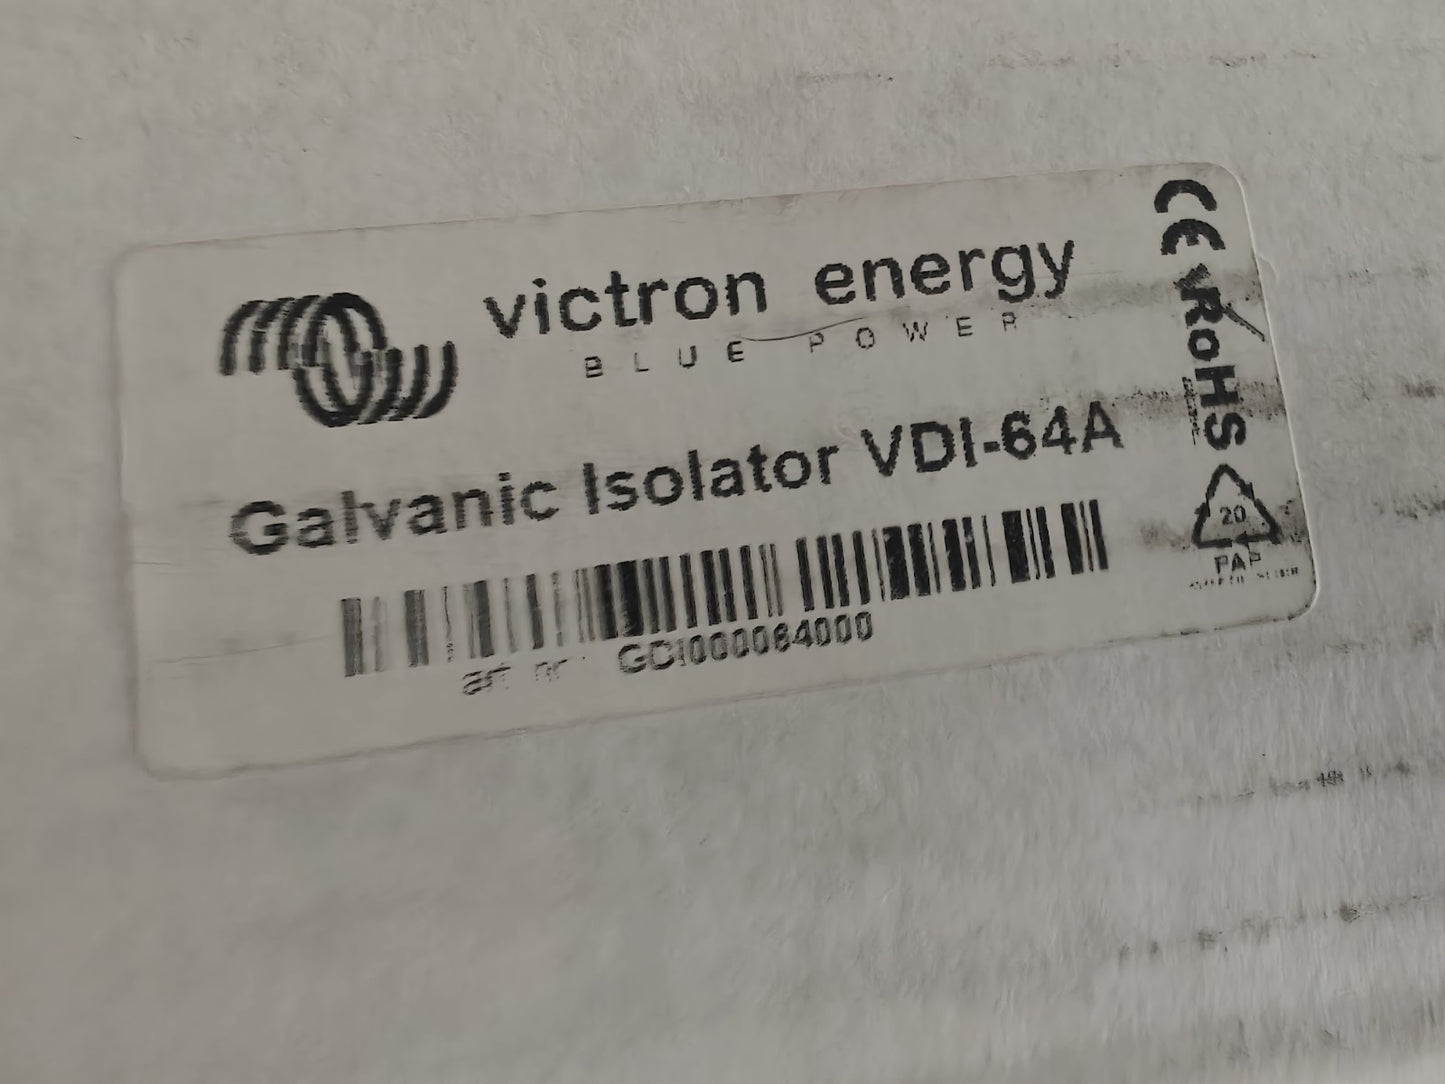 victron energy
BLUE POWER
Galvanic Isolator VDI-64A
art nr GDI000064000
CE
RoHS
20
PAP